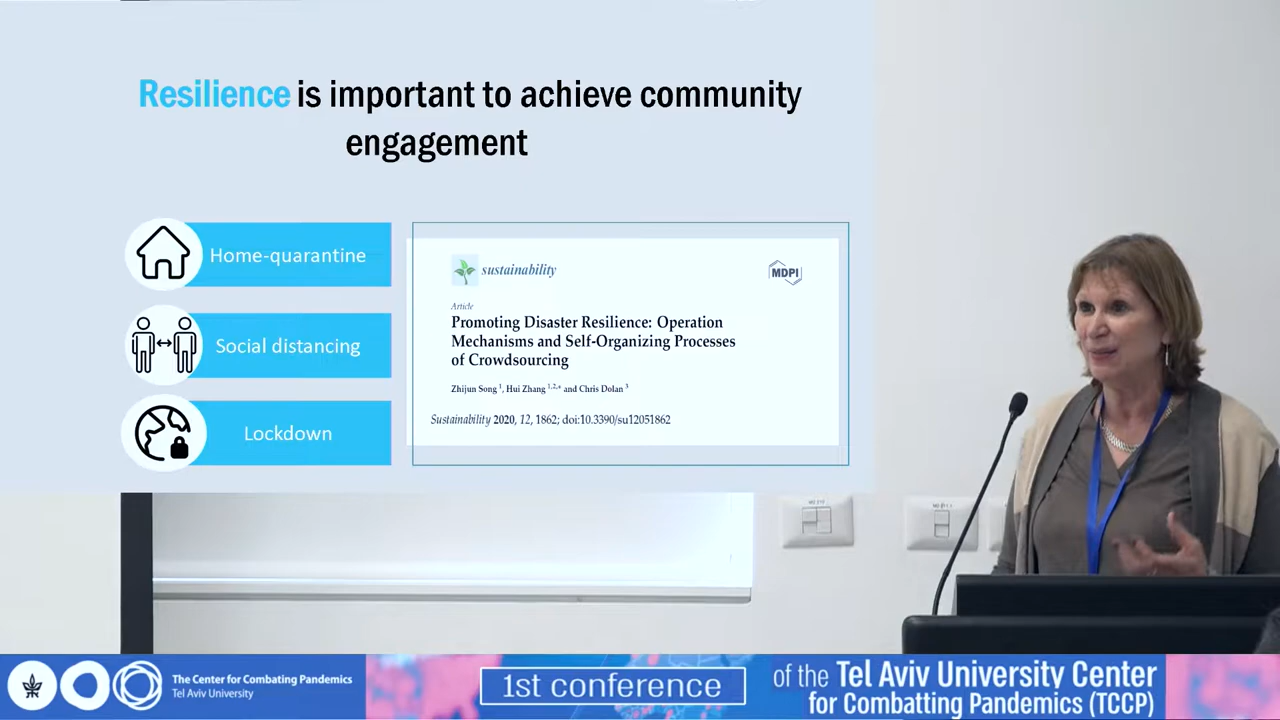 Resilience is important to achieve community
engagement
Home-quarantine
Social distancing
Lockdown
sustainability
MDPI
Article
Promoting Disaster Resilience: Operation
Mechanisms and Self-Organizing Processes
of Crowdsourcing
Zhijun Song 1, Hui Zhang 1,2,* and Chris Dolan 3
Sustainability 2020, 12, 1862; doi:10.3390/su12051862
The Center for Combating Pandemics
Tel Aviv University
1st conference
of the Tel Aviv University Center
for Combatting Pandemics (TCCP)